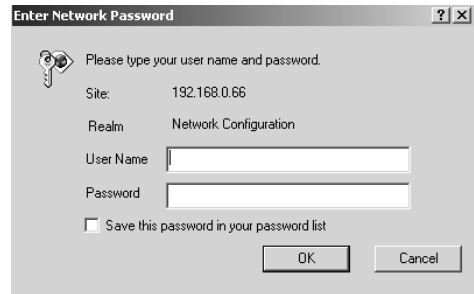 Enter Network Password
Please type your user name and password.
Site: 192.168.0.66
Realm Network Configuration
User Name
Password
Save this password in your password list
OK Cancel